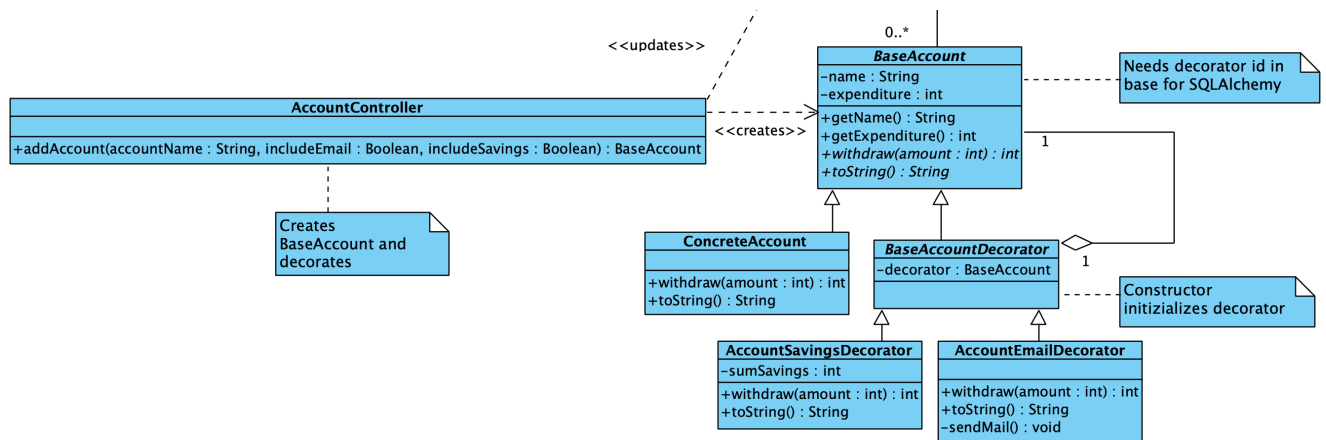 0..*
<<updates>>
BaseAccount
-name : String
-expenditure : int
+getName() : String
+getExpenditure() : int
+withdraw(amount : int) : int
+toString() : String
Needs decorator id in
base for SQLAlchemy
AccountController
+addAccount(accountName : String, includeEmail : Boolean, includeSavings : Boolean) : BaseAccount
<<creates>>
1
Creates
BaseAccount and
decorates
ConcreteAccount
+withdraw(amount : int) : int
+toString() : String
BaseAccountDecorator
-decorator : BaseAccount
1
Constructor
initizializes decorator
AccountSavingsDecorator
-sumSavings : int
+withdraw(amount : int) : int
+toString() : String
AccountEmailDecorator
+withdraw(amount : int) : int
+toString() : String
-sendMail() : void